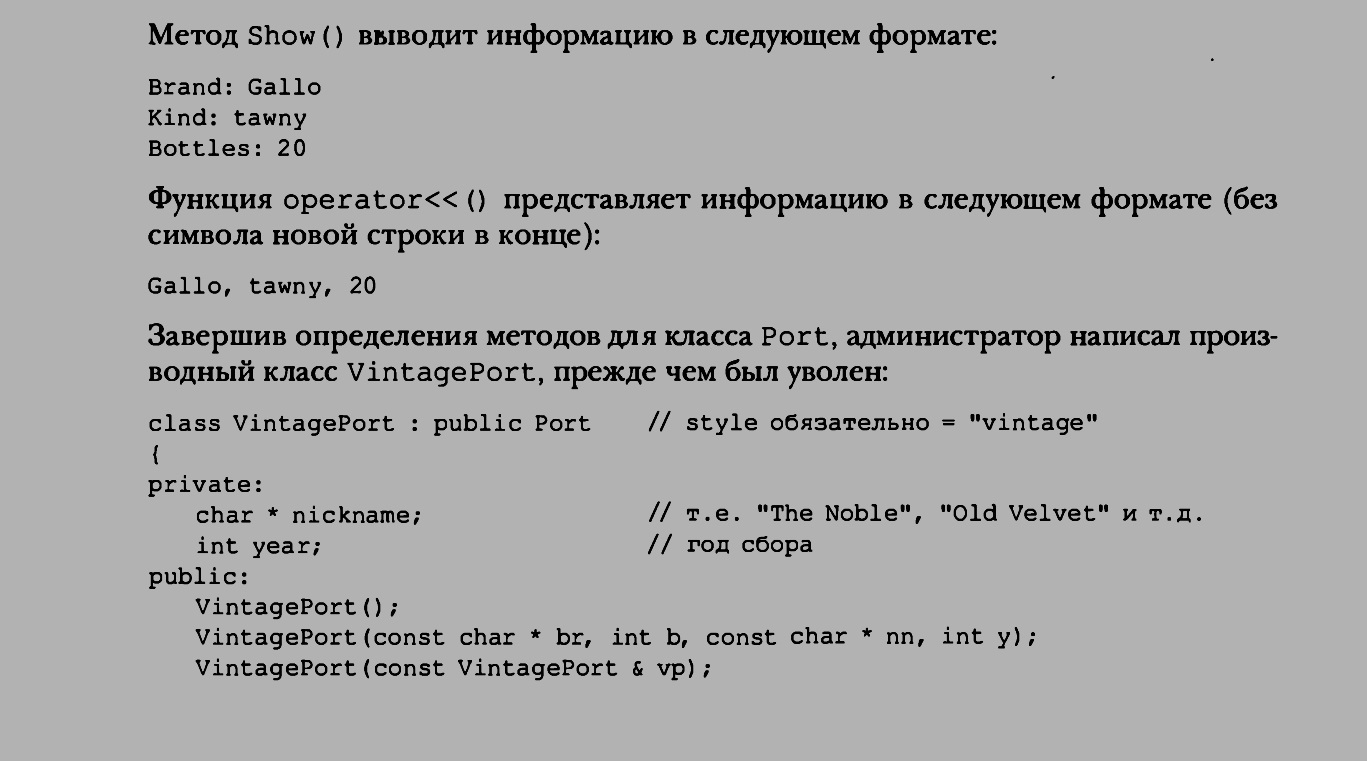 Метод Show() выводит информацию в следующем формате:
Brand: Gallo
Kind: tawny
Bottles: 20
Функция operator<<() представляет информацию в следующем формате (без
символа новой строки в конце):
Gallo, tawny, 20
Завершив определения методов для класса Port, администратор написал произ-
водный класс VintagePort, прежде чем был уволен:
class VintagePort : public Port // style обязательно = "vintage"
{
private:
char * nickname; // т.е. "The Noble", "Old Velvet" и т.д.
int year; // год сбора
public:
VintagePort();
VintagePort(const char * br, int b, const char * nn, int y);
VintagePort(const VintagePort & vp);